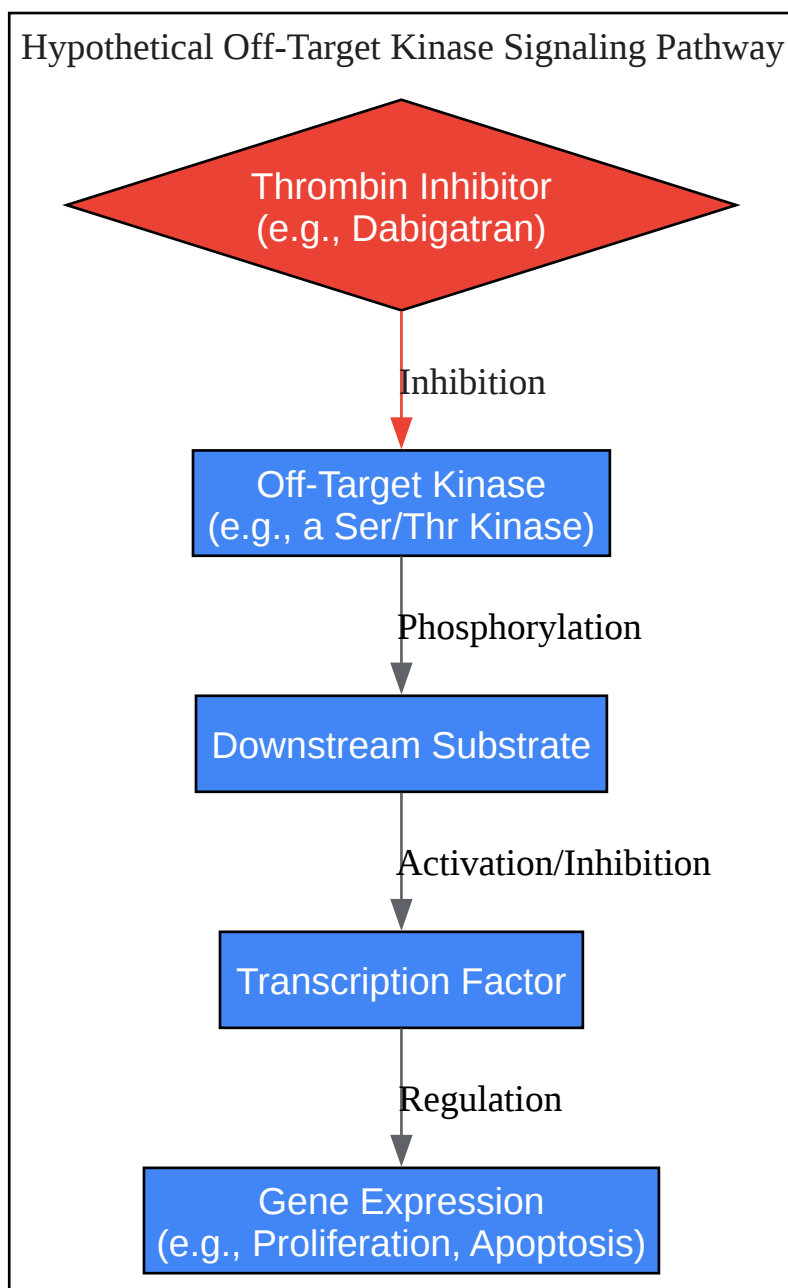 Hypothetical Off-Target Kinase Signaling Pathway
Thrombin Inhibitor
(e.g., Dabigatran)
Inhibition
Off-Target Kinase
(e.g., a Ser/Thr Kinase)
Phosphorylation
Downstream Substrate
Activation/Inhibition
Transcription Factor
Regulation
Gene Expression
(e.g., Proliferation, Apoptosis)